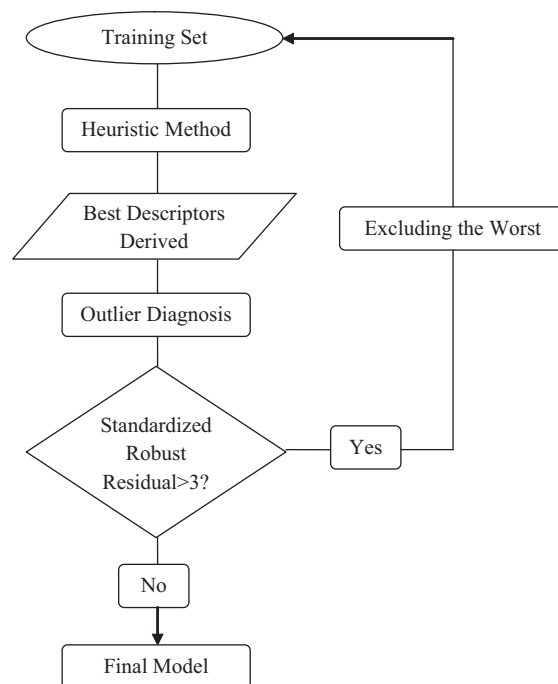 Training Set
Heuristic Method
Best Descriptors
Derived
Excluding the Worst
Outlier Diagnosis
Standardized
Robust
Residual>3?
Yes
No
Final Model